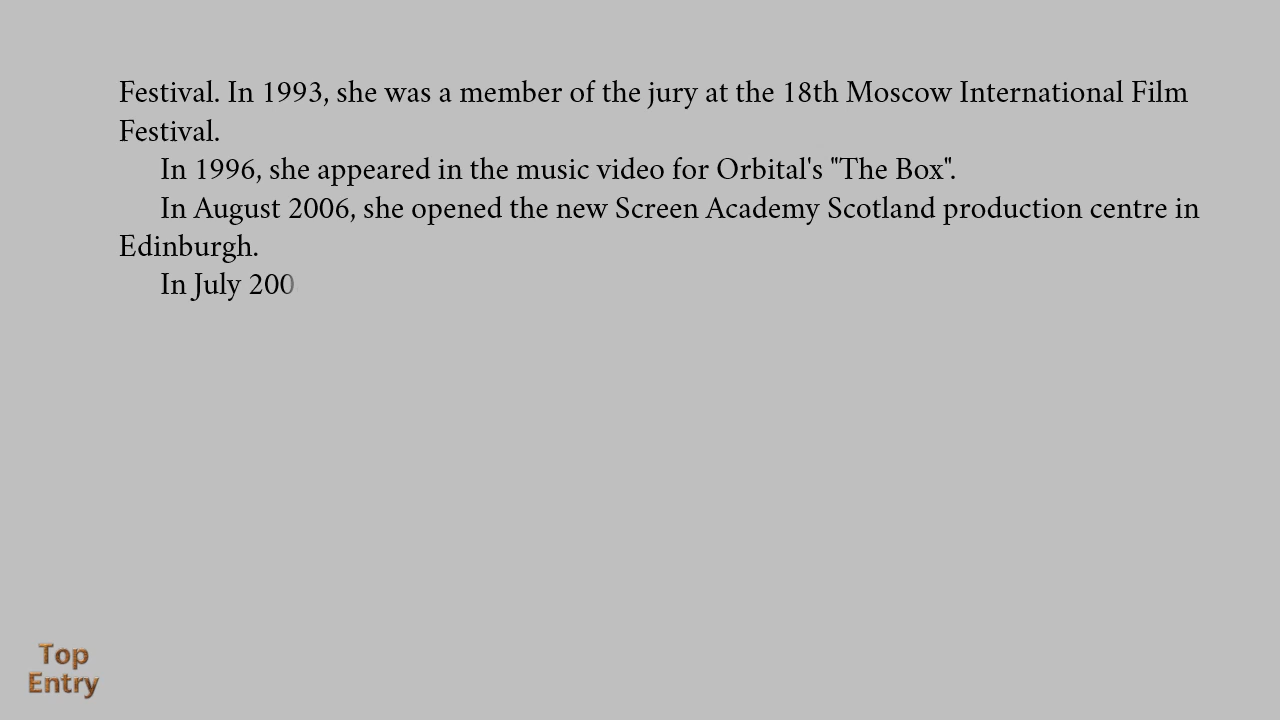 Festival. In 1993, she was a member of the jury at the 18th Moscow International Film
Festival.
In 1996, she appeared in the music video for Orbital's "The Box".
In August 2006, she opened the new Screen Academy Scotland production centre in
Edinburgh.
In July 200
Top
Entry